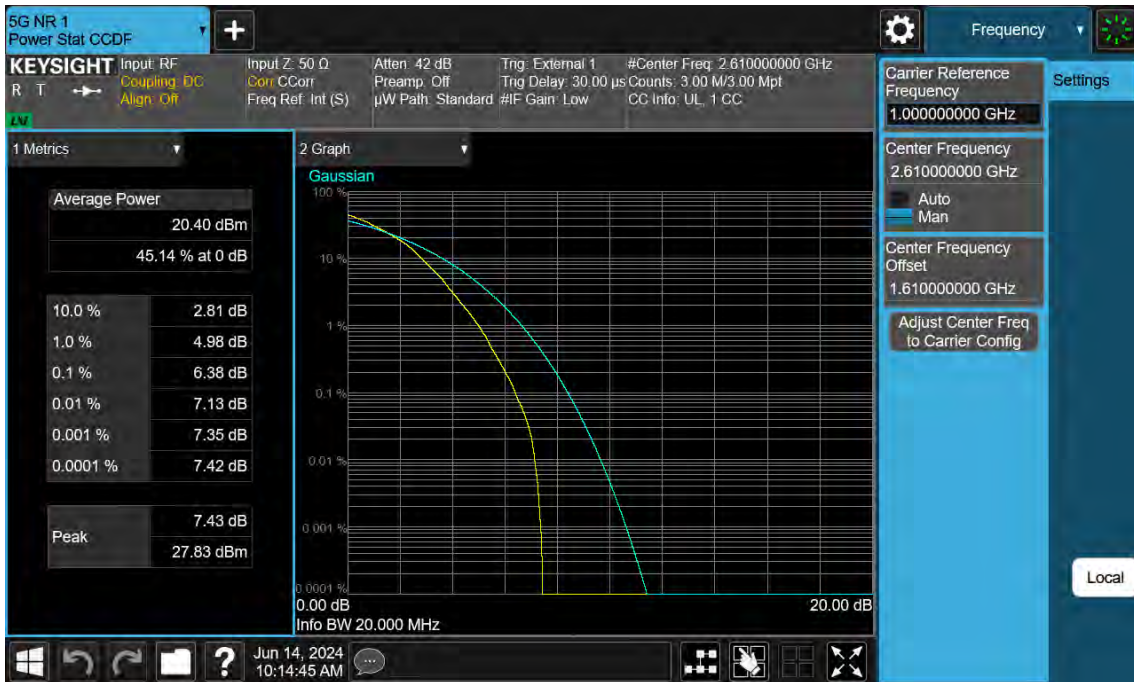 5G NR 1
Power Stat CCDF
Frequency
KEYSIGHT
R T
LNI
Input: RF
Coupling: DC
Align: Off
Input Z: 50 Ω
Corr CCorr
Freq Ref: Int (S)
Atten: 42 dB
Preamp: Off
µW Path: Standard
Trig: External 1
Trig Delay: 30.00 µs
#IF Gain: Low
#Center Freq: 2.610000000 GHz
Counts: 3.00 M/3.00 Mpt
CC Info: UL, 1 CC
1 Metrics
Average Power
20.40 dBm
45.14 % at 0 dB
10.0 % 2.81 dB
1.0 % 4.98 dB
0.1 % 6.38 dB
0.01 % 7.13 dB
0.001 % 7.35 dB
0.0001 % 7.42 dB
Peak 7.43 dB
27.83 dBm
2 Graph
Gaussian
100 %
10 %
1 %
0.1 %
0.01 %
0.001 %
0.0001 %
0.00 dB 20.00 dB
Info BW 20.000 MHz
Carrier Reference
Frequency
1.000000000 GHz
Center Frequency
2.610000000 GHz
Auto
Man
Center Frequency
Offset
1.610000000 GHz
Adjust Center Freq
to Carrier Config
Settings
Local
Jun 14, 2024
10:14:45 AM